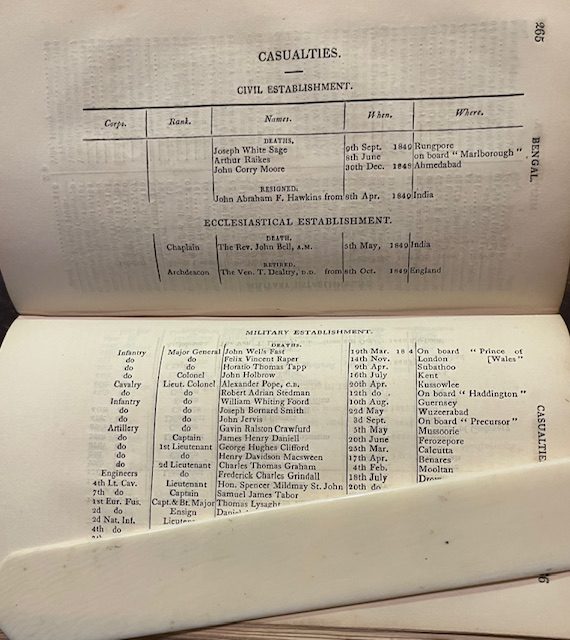 265
CASUALTIES.
CIVIL ESTABLISHMENT.
Corps. Rank. Names. When. Where.
DEATHS,
Joseph White Sage 9th Sept. 1849 Rungpore
Arthur Raikes 8th June on board “Marlborough”
John Corry Moore 30th Dec. 1848 Ahmedabad
RESIGNED.
John Abraham F. Hawkins from 8th Apr. 1849 India
BENGAL.
ECCLESIASTICAL ESTABLISHMENT.
DEATH.
Chaplain The Rev. John Bell, A.M. 5th May, 1849 India
RETIRED.
Archdeacon The Ven. T. Dealtry, D.D. from 8th Oct. 1849 England
MILITARY ESTABLISHMENT.
DEATHS.
Infantry Major General John Wells Fast 19th Mar. 184 On board “Prince of
do do Felix Vincent Raper 14th Nov. London [Wales”
do do Horatio Thomas Tapp 9th Apr. Subathoo
do Colonel John Holbrow 16th July Kent
Cavalry Lieut. Colonel Alexander Pope, C.B. 20th Apr. Kussowlee
do do Robert Adrian Stedman 12th do. On board “Haddington”
Infantry do William Whiting Foord 10th Aug. Guernsey
do do Joseph Bernard Smith 22d May Wuzeerabad
do do John Jervis 3d Sept. On board “Precursor”
Artillery do Gavin Ralston Crawfurd 5th May Mussoorie
do Captain James Henry Daniell 20th June Ferozepore
do 1st Lieutenant George Hughes Clifford 25th Mar. Calcutta
do do Henry Davidson Macsween 17th Apr. Benares
do 2d Lieutenant Charles Thomas Graham 4th Feb. Mooltan
Engineers do Frederick Charles Grindall 18th July
4th Lt. Cav. Lieutenant Hon. Spencer Mildmay St. John 20th do
7th do Captain Samuel James Tabor
1st Eur. Fus. Capt. & Bt. Major Thomas Lysaght
2d do Ensign
2d Nat. Inf.
4th do
CASUALTIE
6